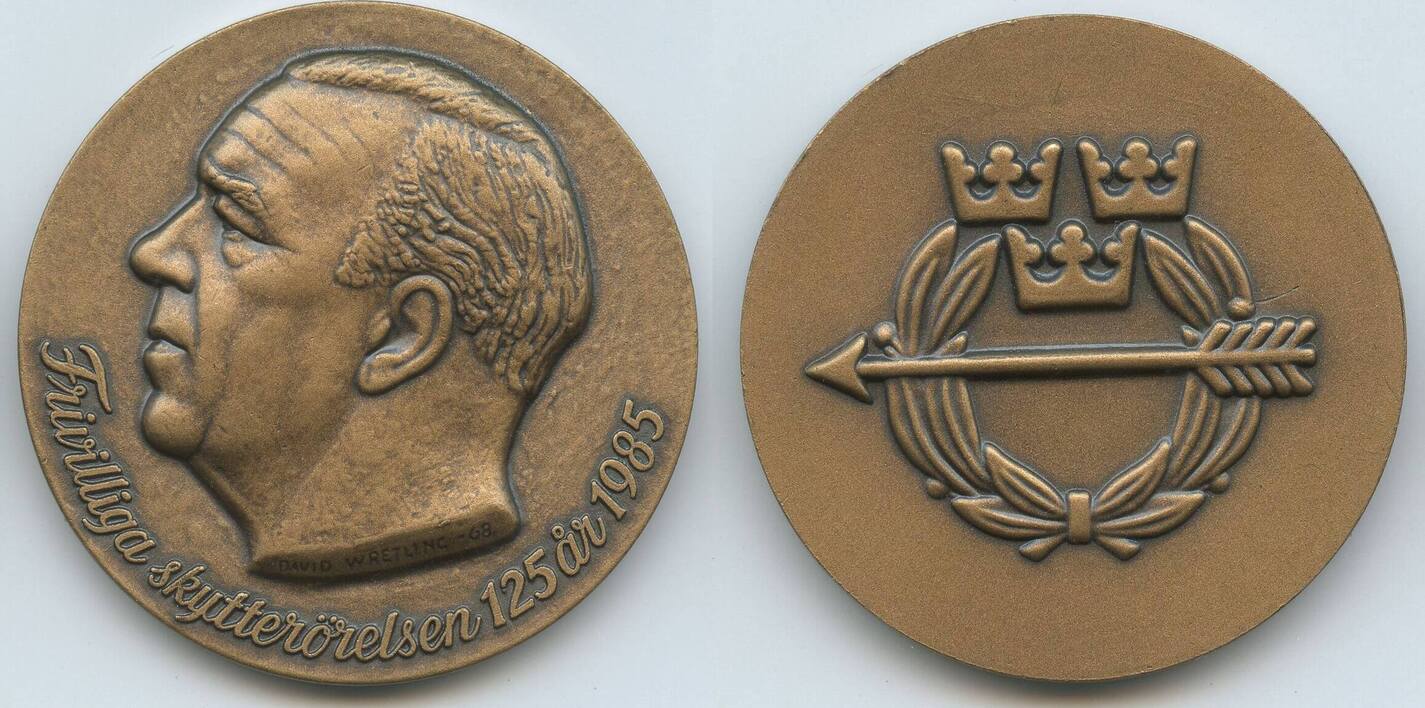 Frivilliga skytterörelsen 125 år 1985
DAVID WRETLING -68.